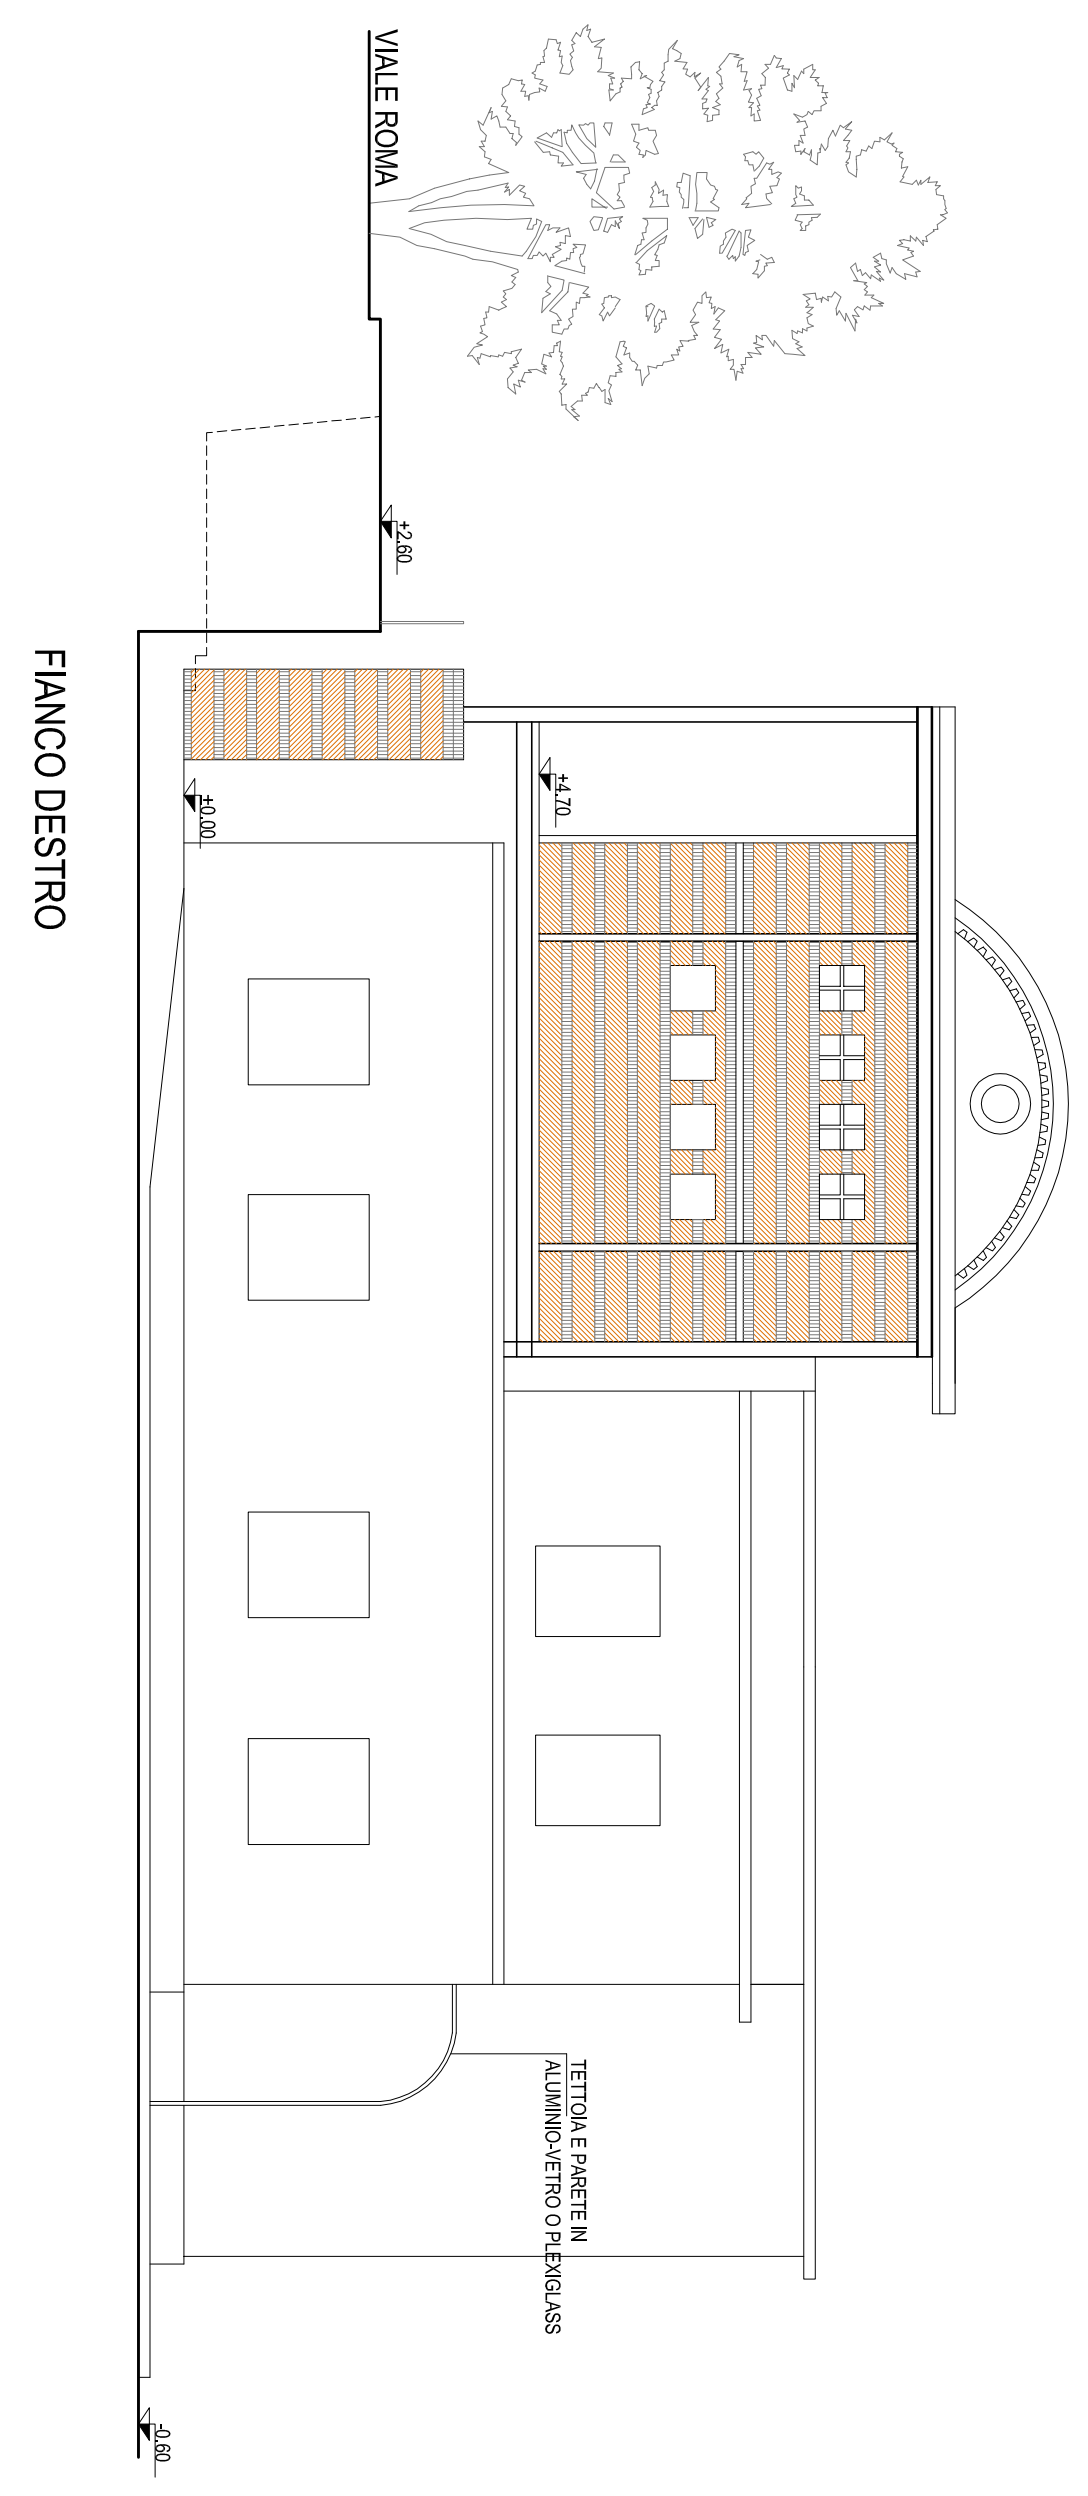 VIALE ROMA
+2.60
+4.70
+0.00
TETTOIA E PARETE IN
ALUMINIO-VETRO O PLEXIGLASS
-0.60
FIANCO DESTRO